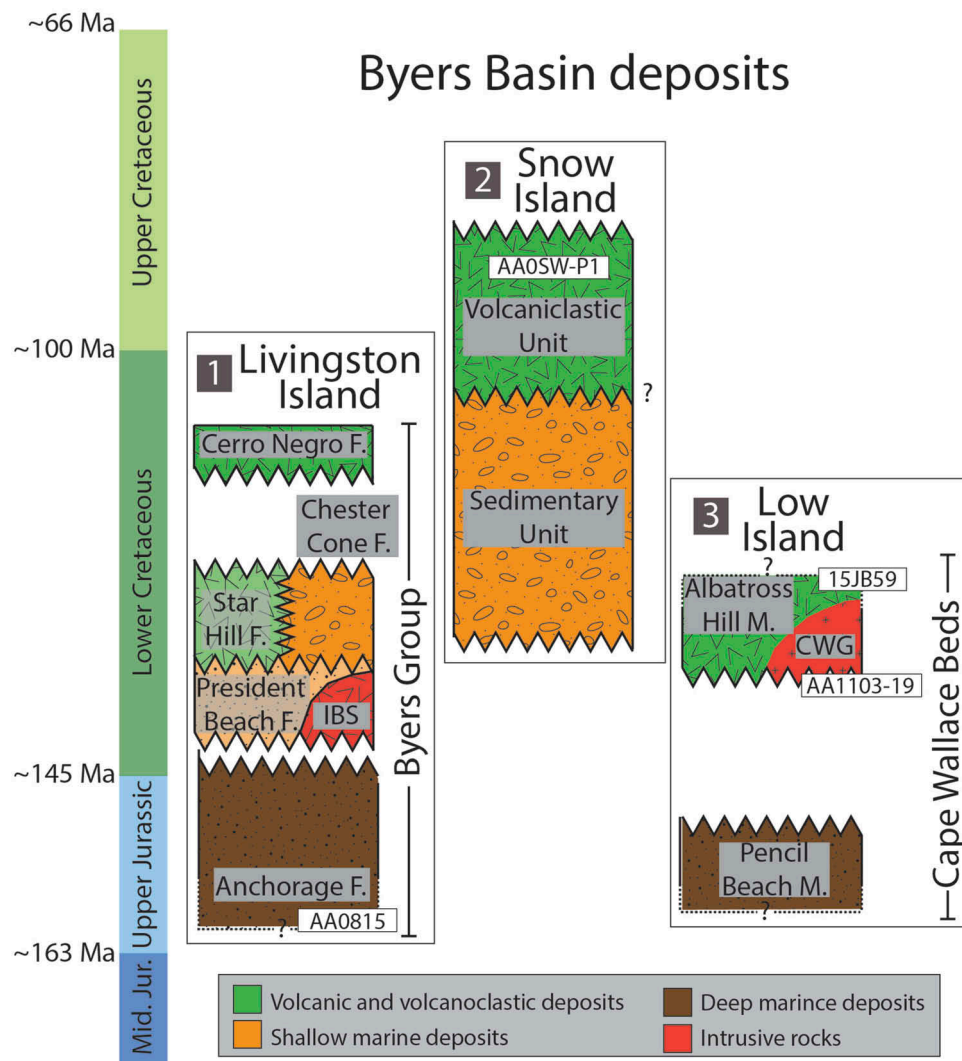 Byers Basin deposits
~66 Ma
~100 Ma
~145 Ma
~163 Ma
Upper Cretaceous
Lower Cretaceous
Upper Jurassic
Mid. Jur.
1 Livingston
Island
Cerro Negro F.
Chester
Cone F.
Star
Hill F.
President
Beach F.
IBS
Anchorage F.
?
AA0815
Byers Group
2 Snow
Island
AA0SW-P1
Volcaniclastic
Unit
?
Sedimentary
Unit
3 Low
Island
?
15JB59
Albatross
Hill M.
CWG
AA1103-19
Pencil
Beach M.
?
Cape Wallace Beds
Volcanic and volcanoclastic deposits
Shallow marine deposits
Deep marince deposits
Intrusive rocks